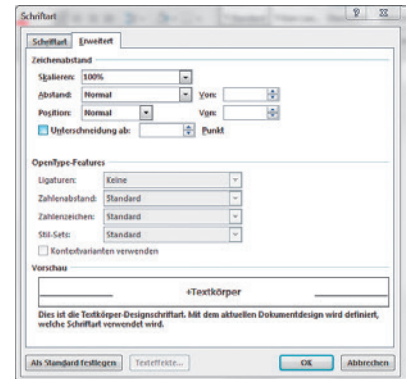 Schriftart
Schriftart Erweitert
Zeichenabstand
Skalieren: 100%
Abstand: Normal Von:
Position: Normal Von:
Unterschneidung ab: Punkt
OpenType-Features
Ligaturen: Keine
Zahlenabstand: Standard
Zahlenzeichen: Standard
Stil-Sets: Standard
Kontextvarianten verwenden
Vorschau
+Textkörper
Dies ist die Textkörper-Designschriftart. Mit dem aktuellen Dokumentdesign wird definiert,
welche Schriftart verwendet wird.
Als Standard festlegen Texteffekte... OK Abbrechen